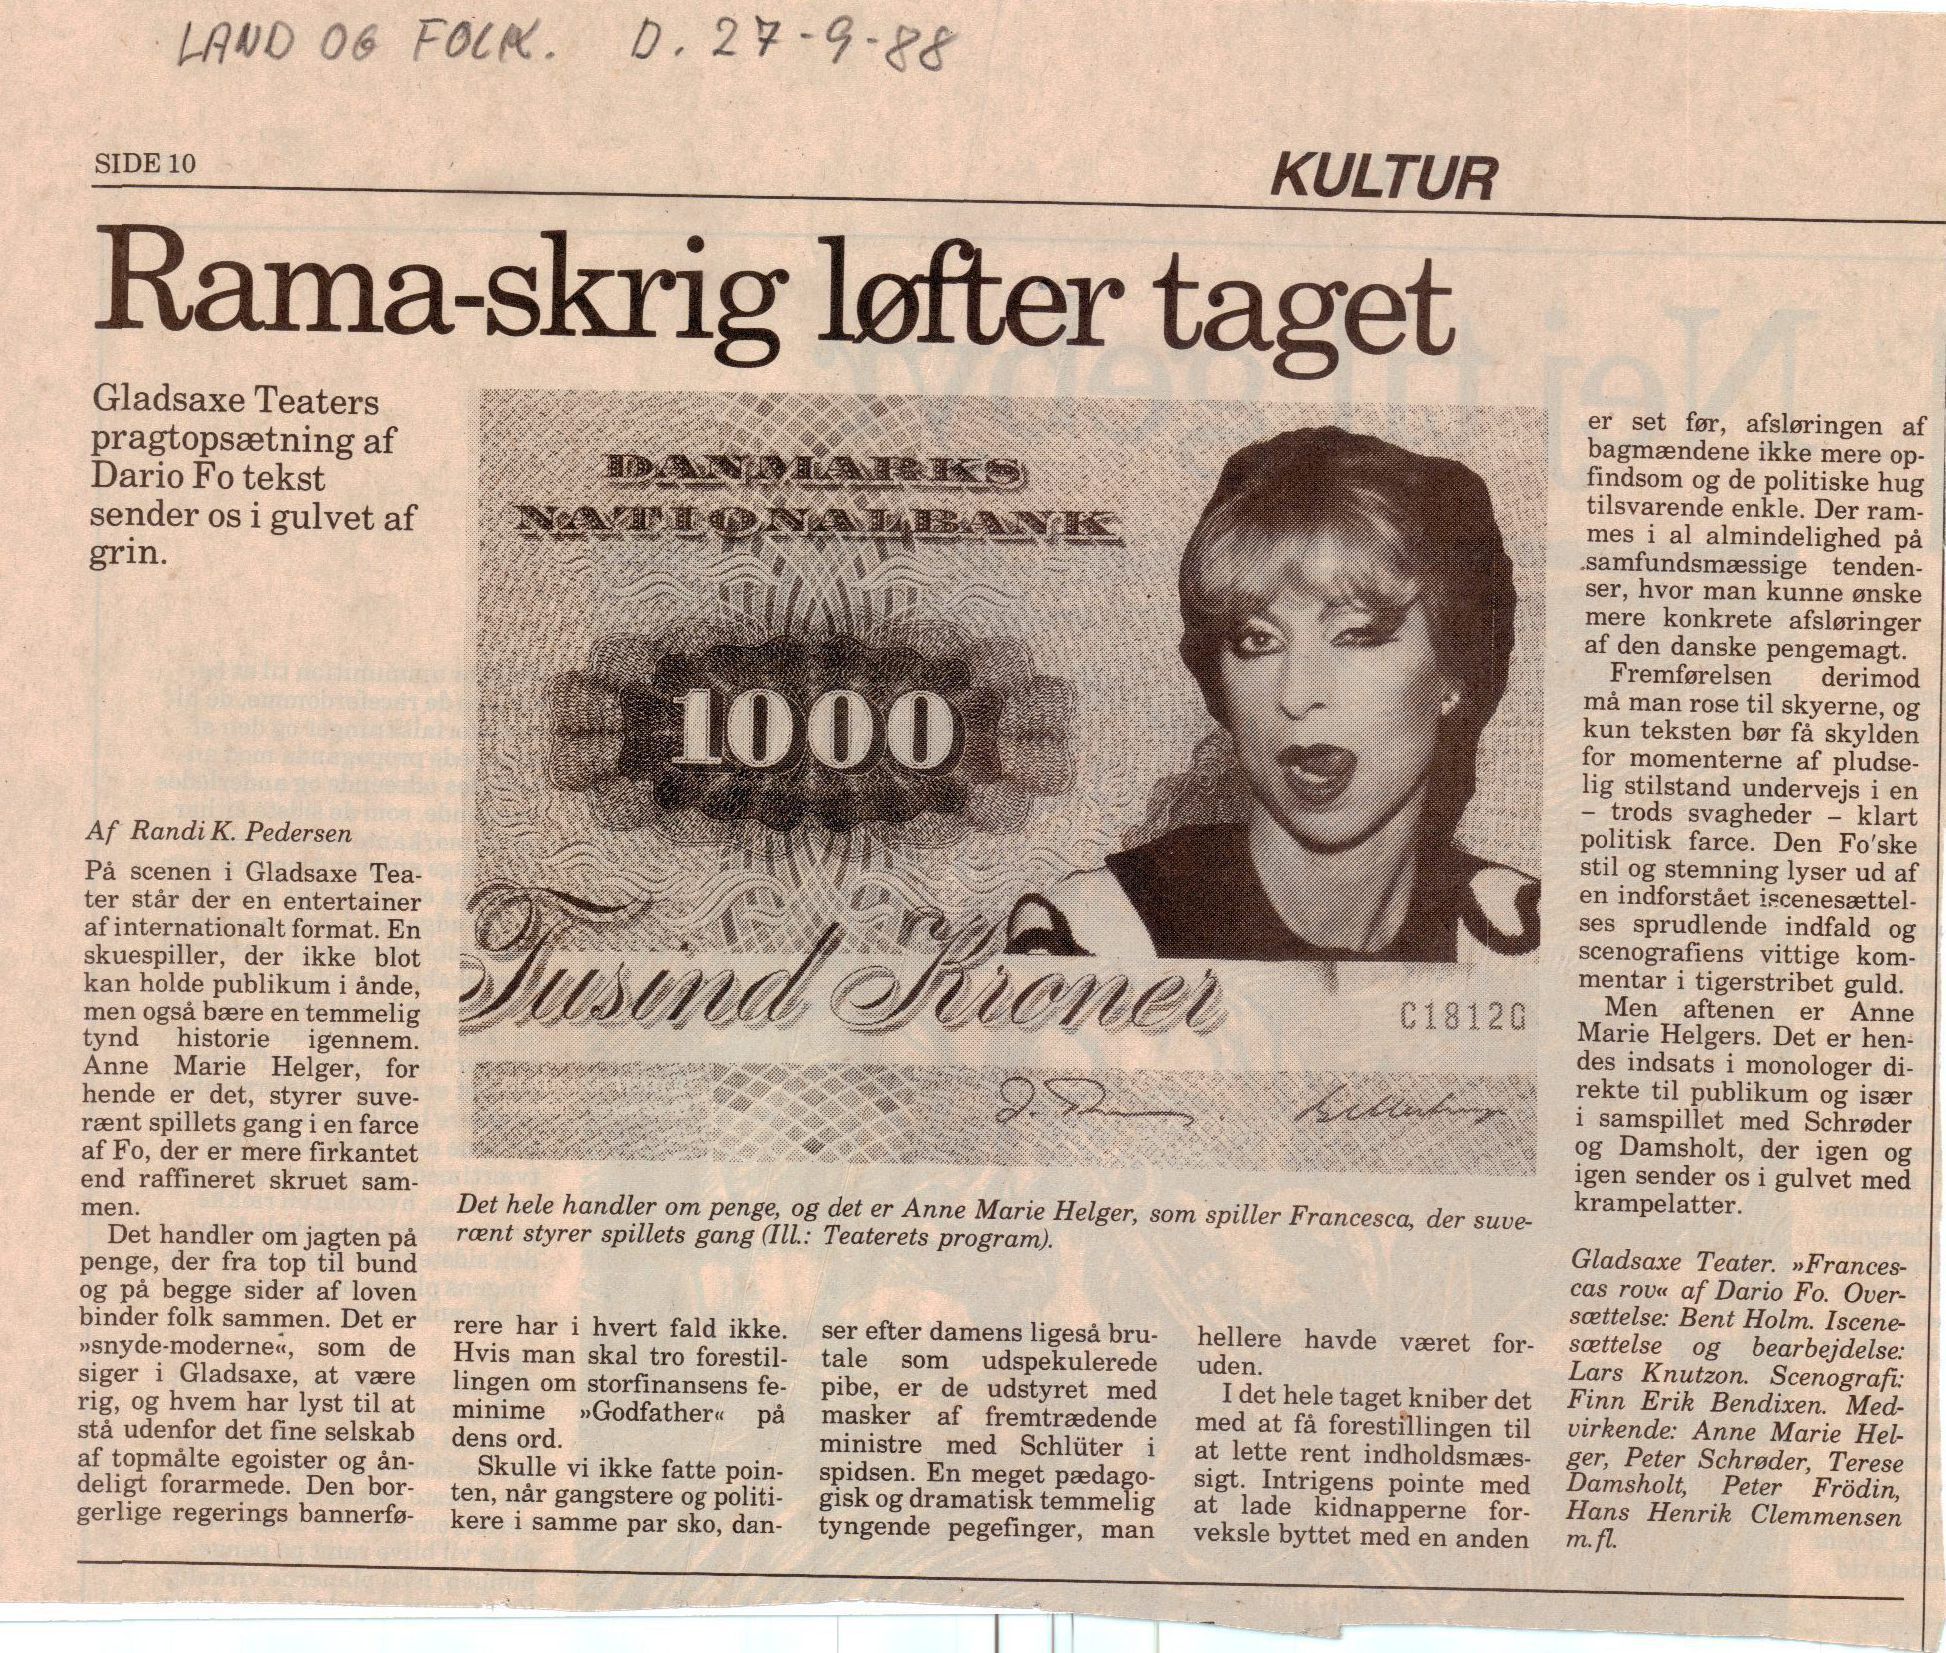 LAND OG FOLK. D. 27-9-88
SIDE 10
KULTUR
Rama-skrig løfter taget
Gladsaxe Teaters
pragtopsætning af
Dario Fo tekst
sender os i gulvet af
grin.
Af Randi K. Pedersen
På scenen i Gladsaxe Tea-
ter står der en entertainer
af internationalt format. En
skuespiller, der ikke blot
kan holde publikum i ånde,
men også bære en temmelig
tynd historie igennem.
Anne Marie Helger, for
hende er det, styrer suve-
rænt spillets gang i en farce
af Fo, der er mere firkantet
end raffineret skruet sam-
men.
Det handler om jagten på
penge, der fra top til bund
og på begge sider af loven
binder folk sammen. Det er
»snyde-moderne«, som de
siger i Gladsaxe, at være
rig, og hvem har lyst til at
stå udenfor det fine selskab
af topmålte egoister og ån-
deligt forarmede. Den bor-
gerlige regerings bannerfø-
DANMARKS
NATIONALBANK
1000
Tusind Kroner
C1812G
Det hele handler om penge, og det er Anne Marie Helger, som spiller Francesca, der suve-
rænt styrer spillets gang (Ill.: Teaterets program).
rere har i hvert fald ikke.
Hvis man skal tro forestil-
lingen om storfinansens fe-
minime »Godfather« på
dens ord.
Skulle vi ikke fatte poin-
ten, når gangstere og politi-
kere i samme par sko, dan-
ser efter damens ligeså bru-
tale som udspekulerede
pibe, er de udstyret med
masker af fremtrædende
ministre med Schlüter i
spidsen. En meget pædago-
gisk og dramatisk temmelig
tyngende pegefinger, man
hellere havde været for-
uden.
I det hele taget kniber det
med at få forestillingen til
at lette rent indholdsmæs-
sigt. Intrigens pointe med
at lade kidnapperne for-
veksle byttet med en anden
er set før, afsløringen af
bagmændene ikke mere op-
findsom og de politiske hug
tilsvarende enkle. Der ram-
mes i al almindelighed på
samfundsmæssige tenden-
ser, hvor man kunne ønske
mere konkrete afsløringer
af den danske pengemagt.
Fremførelsen derimod
må man rose til skyerne, og
kun teksten bør få skylden
for momenterne af pludse-
lig stilstand undervejs i en
– trods svagheder – klart
politisk farce. Den Fo'ske
stil og stemning lyser ud af
en indforstået iscenesættel-
ses sprudlende indfald og
scenografiens vittige kom-
mentar i tigerstribet guld.
Men aftenen er Anne
Marie Helgers. Det er hen-
des indsats i monologer di-
rekte til publikum og især
i samspillet med Schrøder
og Damsholt, der igen og
igen sender os i gulvet med
krampelatter.
Gladsaxe Teater. »Frances-
cas rov« af Dario Fo. Over-
sættelse: Bent Holm. Iscene-
sættelse og bearbejdelse:
Lars Knutzon. Scenografi:
Finn Erik Bendixen. Med-
virkende: Anne Marie Hel-
ger, Peter Schrøder, Terese
Damsholt, Peter Frödin,
Hans Henrik Clemmensen
m.fl.